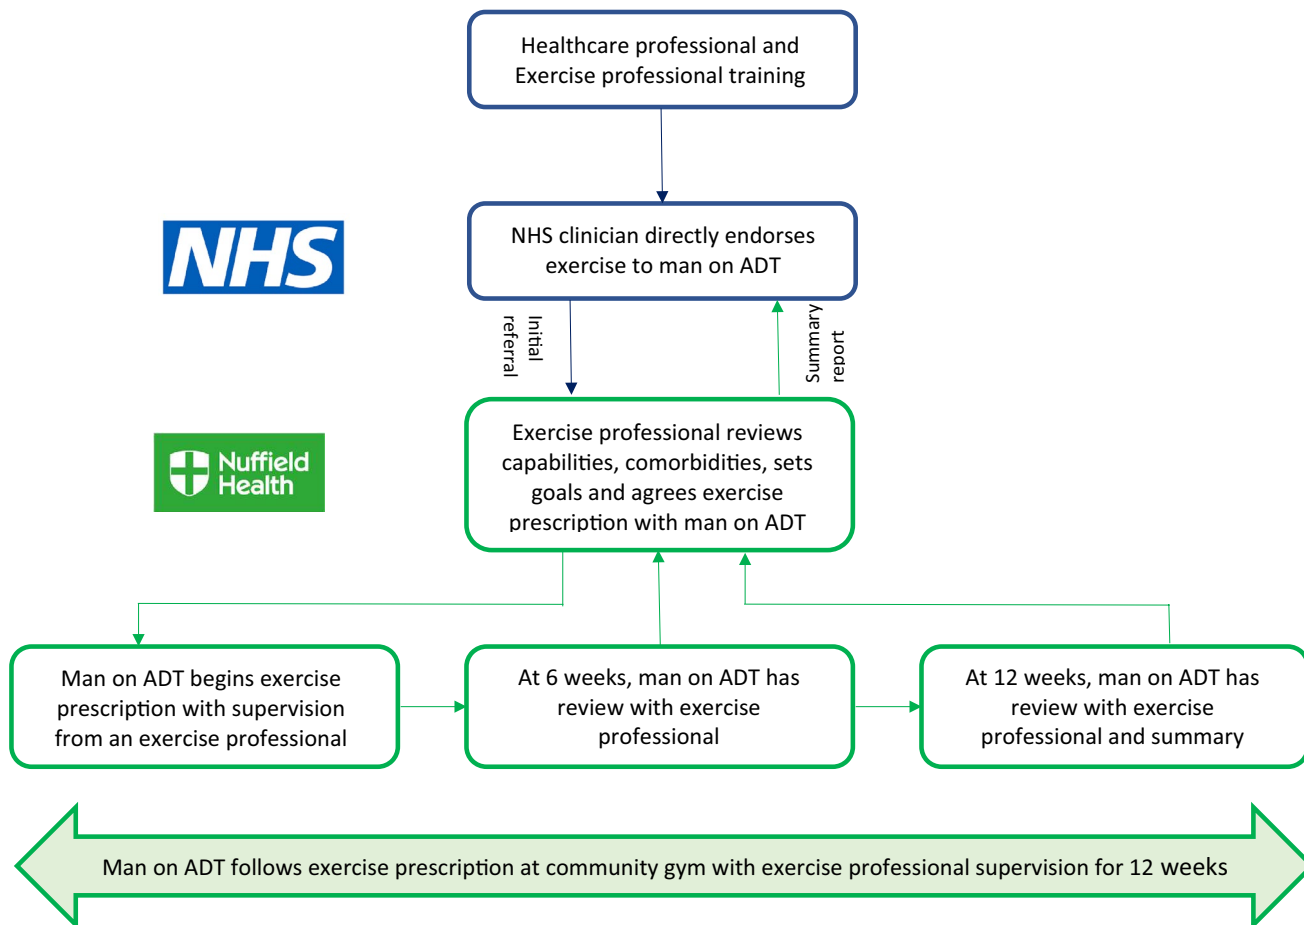 Healthcare professional and
Exercise professional training
NHS
NHS clinician directly endorses
exercise to man on ADT
Initial
referral
Summary
report
Nuffield
Health
Exercise professional reviews
capabilities, comorbidities, sets
goals and agrees exercise
prescription with man on ADT
Man on ADT begins exercise
prescription with supervision
from an exercise professional
At 6 weeks, man on ADT has
review with exercise
professional
At 12 weeks, man on ADT has
review with exercise
professional and summary
Man on ADT follows exercise prescription at community gym with exercise professional supervision for 12 weeks